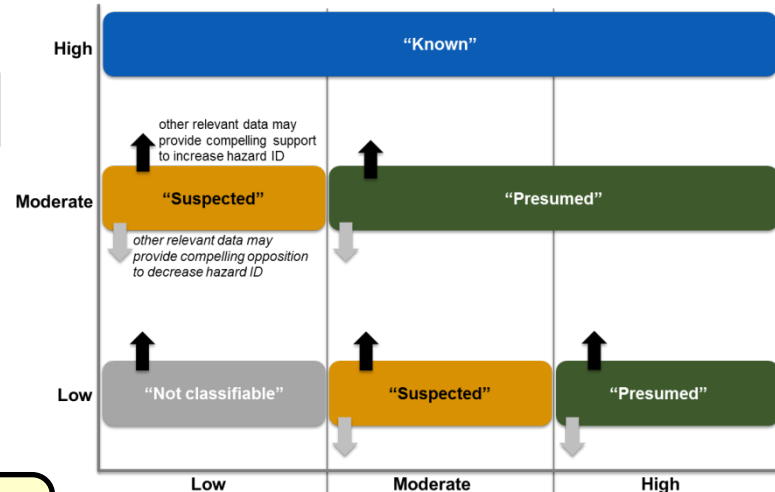 High
“Known”
other relevant data may
provide compelling support
to increase hazard ID
Moderate
“Suspected”
“Presumed”
other relevant data may
provide compelling opposition
to decrease hazard ID
Low
“Not classifiable”
“Suspected”
“Presumed”
Low
Moderate
High